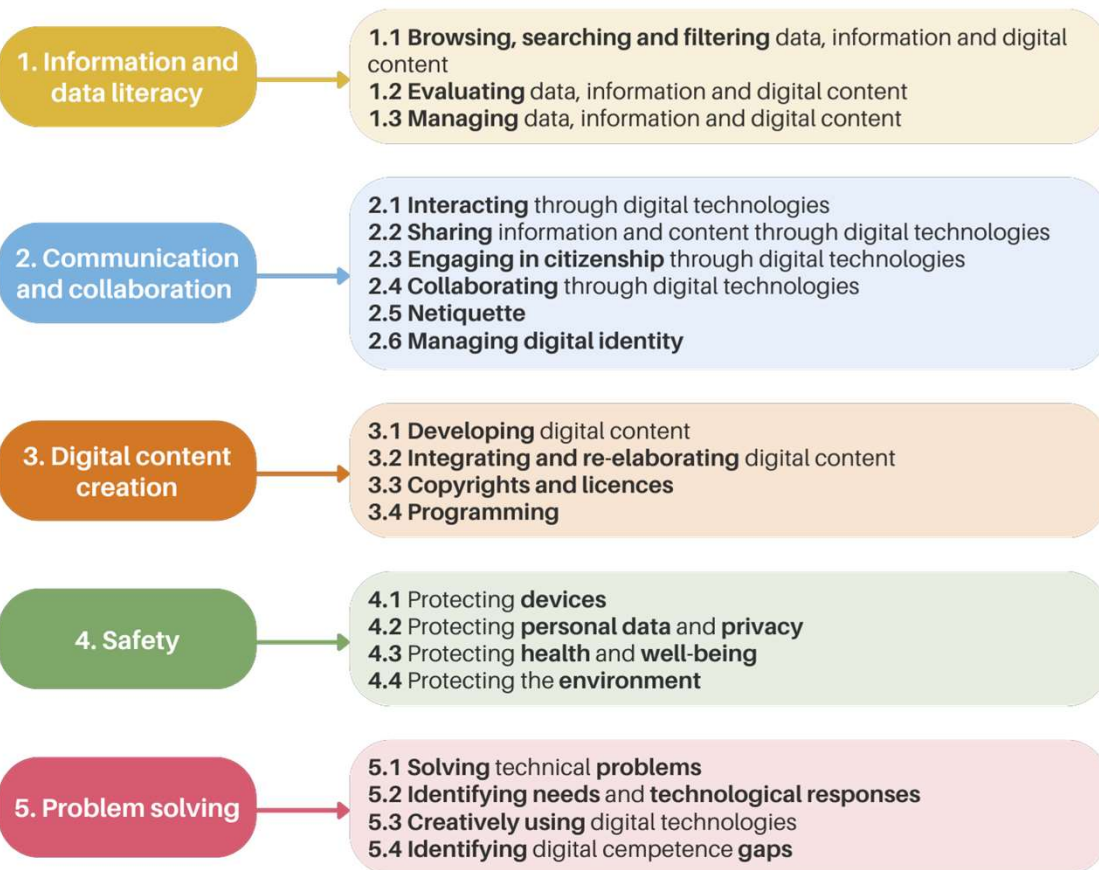 1. Information and
data literacy
1.1 Browsing, searching and filtering data, information and digital
content
1.2 Evaluating data, information and digital content
1.3 Managing data, information and digital content
2. Communication
and collaboration
2.1 Interacting through digital technologies
2.2 Sharing information and content through digital technologies
2.3 Engaging in citizenship through digital technologies
2.4 Collaborating through digital technologies
2.5 Netiquette
2.6 Managing digital identity
3. Digital content
creation
3.1 Developing digital content
3.2 Integrating and re-elaborating digital content
3.3 Copyrights and licences
3.4 Programming
4. Safety
4.1 Protecting devices
4.2 Protecting personal data and privacy
4.3 Protecting health and well-being
4.4 Protecting the environment
5. Problem solving
5.1 Solving technical problems
5.2 Identifying needs and technological responses
5.3 Creatively using digital technologies
5.4 Identifying digital cempetence gaps